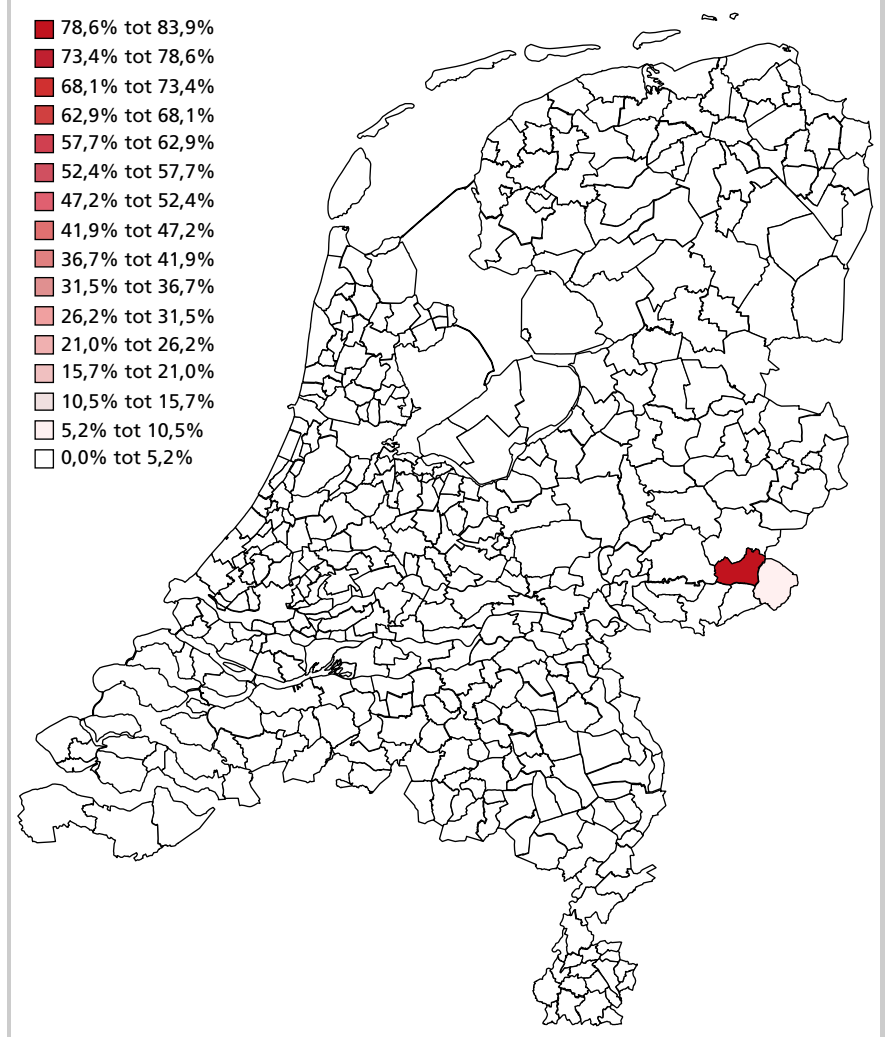 78,6% tot 83,9%
73,4% tot 78,6%
68,1% tot 73,4%
62,9% tot 68,1%
57,7% tot 62,9%
52,4% tot 57,7%
47,2% tot 52,4%
41,9% tot 47,2%
36,7% tot 41,9%
31,5% tot 36,7%
26,2% tot 31,5%
21,0% tot 26,2%
15,7% tot 21,0%
10,5% tot 15,7%
5,2% tot 10,5%
0,0% tot 5,2%